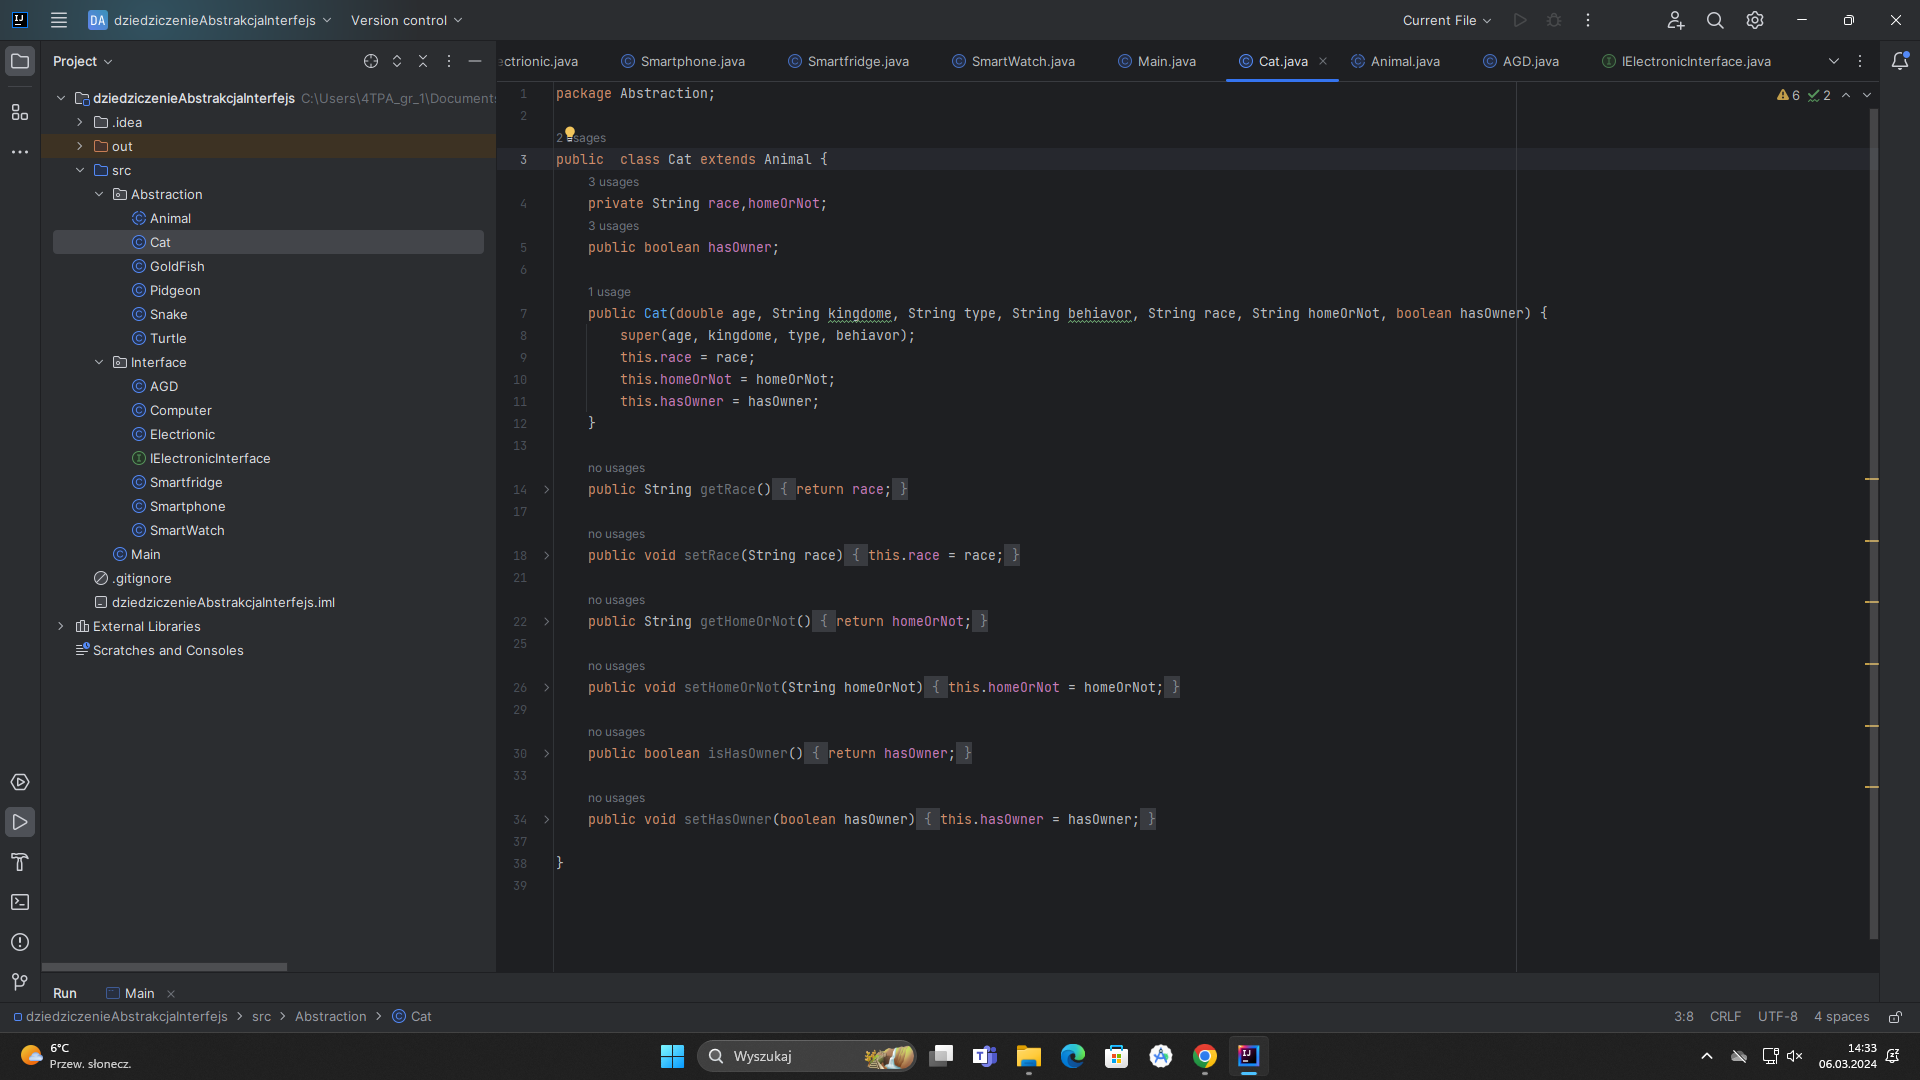 DA dziedziczenieAbstrakcjaInterfejs Version control Current File
Project
ectrionic.java Smartphone.java Smartfridge.java SmartWatch.java Main.java Cat.java Animal.java AGD.java IElectronicInterface.java
dziedziczenieAbstrakcjaInterfejs C:\Users\4TPA_gr_1\Document
.idea
out
src
Abstraction
Animal
Cat
GoldFish
Pidgeon
Snake
Turtle
Interface
AGD
Computer
Electrionic
IElectronicInterface
Smartfridge
Smartphone
SmartWatch
Main
.gitignore
dziedziczenieAbstrakcjaInterfejs.iml
External Libraries
Scratches and Consoles
6 2
1 package Abstraction;
2
2 usages
3 public  class Cat extends Animal {
3 usages
4 private String race,homeOrNot;
3 usages
5 public boolean hasOwner;
6
1 usage
7 public Cat(double age, String kingdome, String type, String behiavor, String race, String homeOrNot, boolean hasOwner) {
8 super(age, kingdome, type, behiavor);
9 this.race = race;
10 this.homeOrNot = homeOrNot;
11 this.hasOwner = hasOwner;
12 }
13
no usages
14 public String getRace() { return race; }
17
no usages
18 public void setRace(String race) { this.race = race; }
21
no usages
22 public String getHomeOrNot() { return homeOrNot; }
25
no usages
26 public void setHomeOrNot(String homeOrNot) { this.homeOrNot = homeOrNot; }
29
no usages
30 public boolean isHasOwner() { return hasOwner; }
33
no usages
34 public void setHasOwner(boolean hasOwner) { this.hasOwner = hasOwner; }
37
38 }
39
Run Main
dziedziczenieAbstrakcjaInterfejs > src > Abstraction > Cat 3:8 CRLF UTF-8 4 spaces
6°C
Przew. słonecz.
Wyszukaj
14:33
06.03.2024